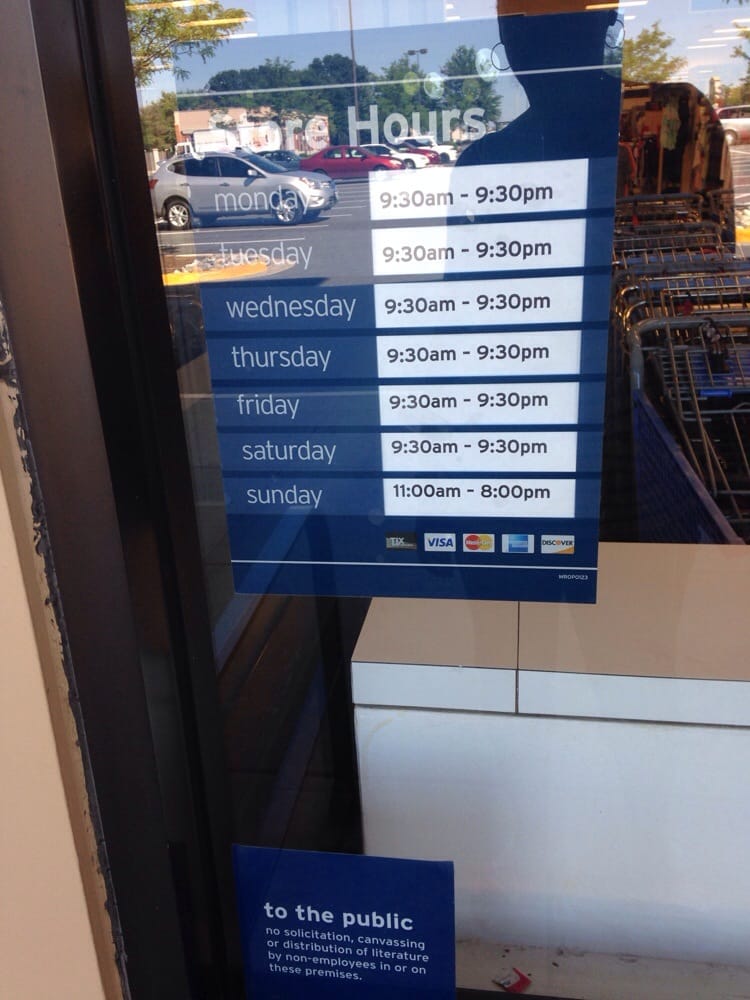 Store Hours
monday 9:30am - 9:30pm
tuesday 9:30am - 9:30pm
wednesday 9:30am - 9:30pm
thursday 9:30am - 9:30pm
friday 9:30am - 9:30pm
saturday 9:30am - 9:30pm
sunday 11:00am - 8:00pm
VISA MasterCard DISCOVER
to the public
no solicitation, canvassing
or distribution of literature
by non-employees in or on
these premises.